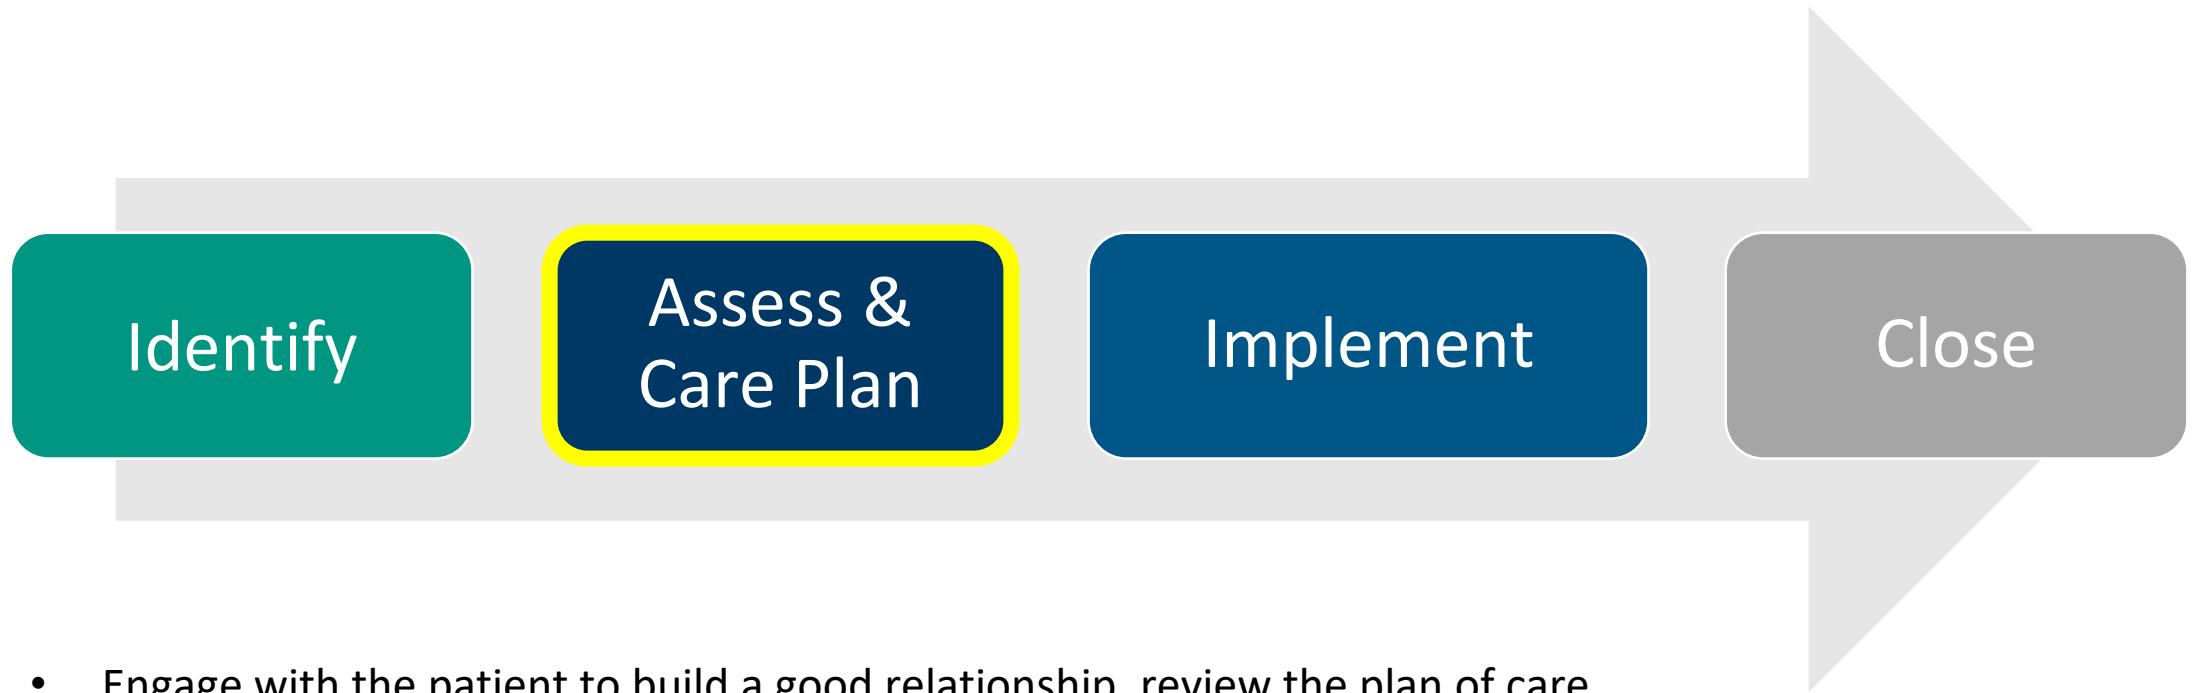 Identify
Assess &
Care Plan
Implement
Close
• Engage with the patient to build a good relationship, review the plan of care